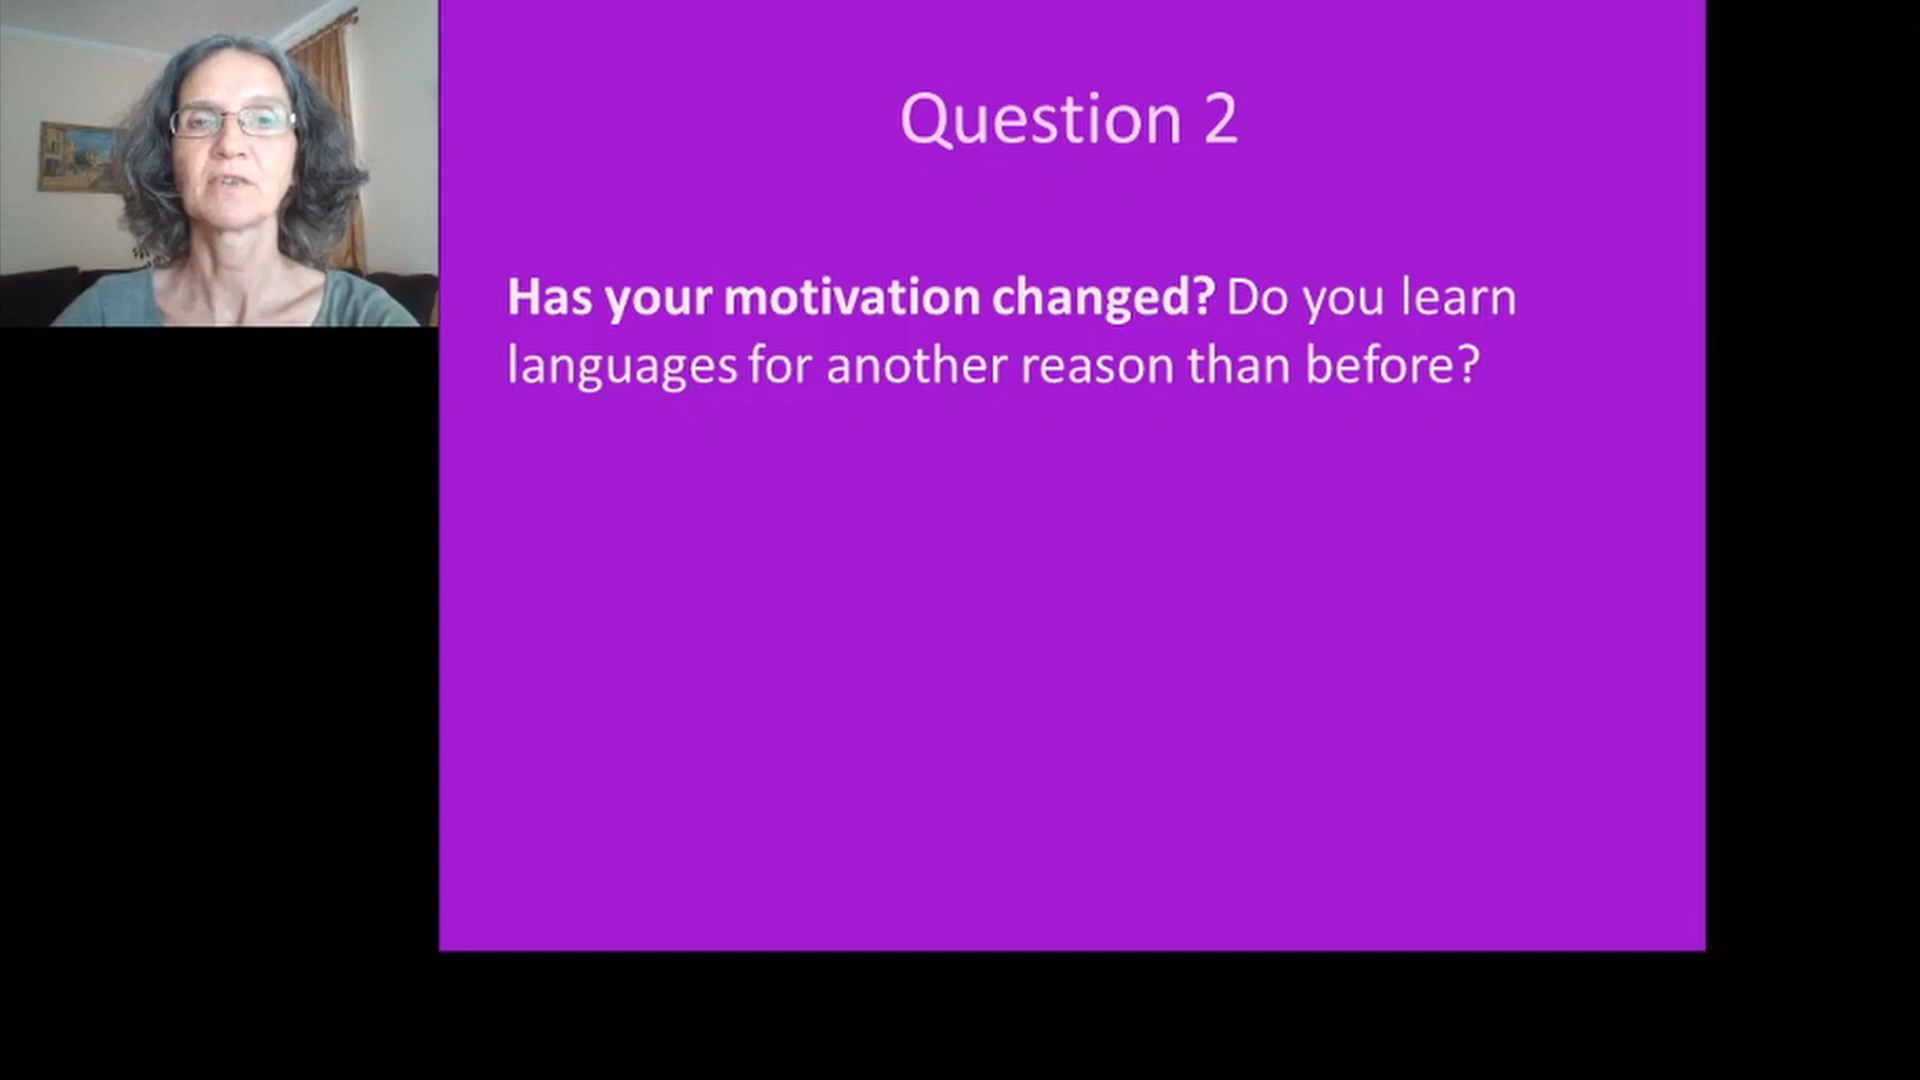 Question 2
Has your motivation changed? Do you learn
languages for another reason than before?